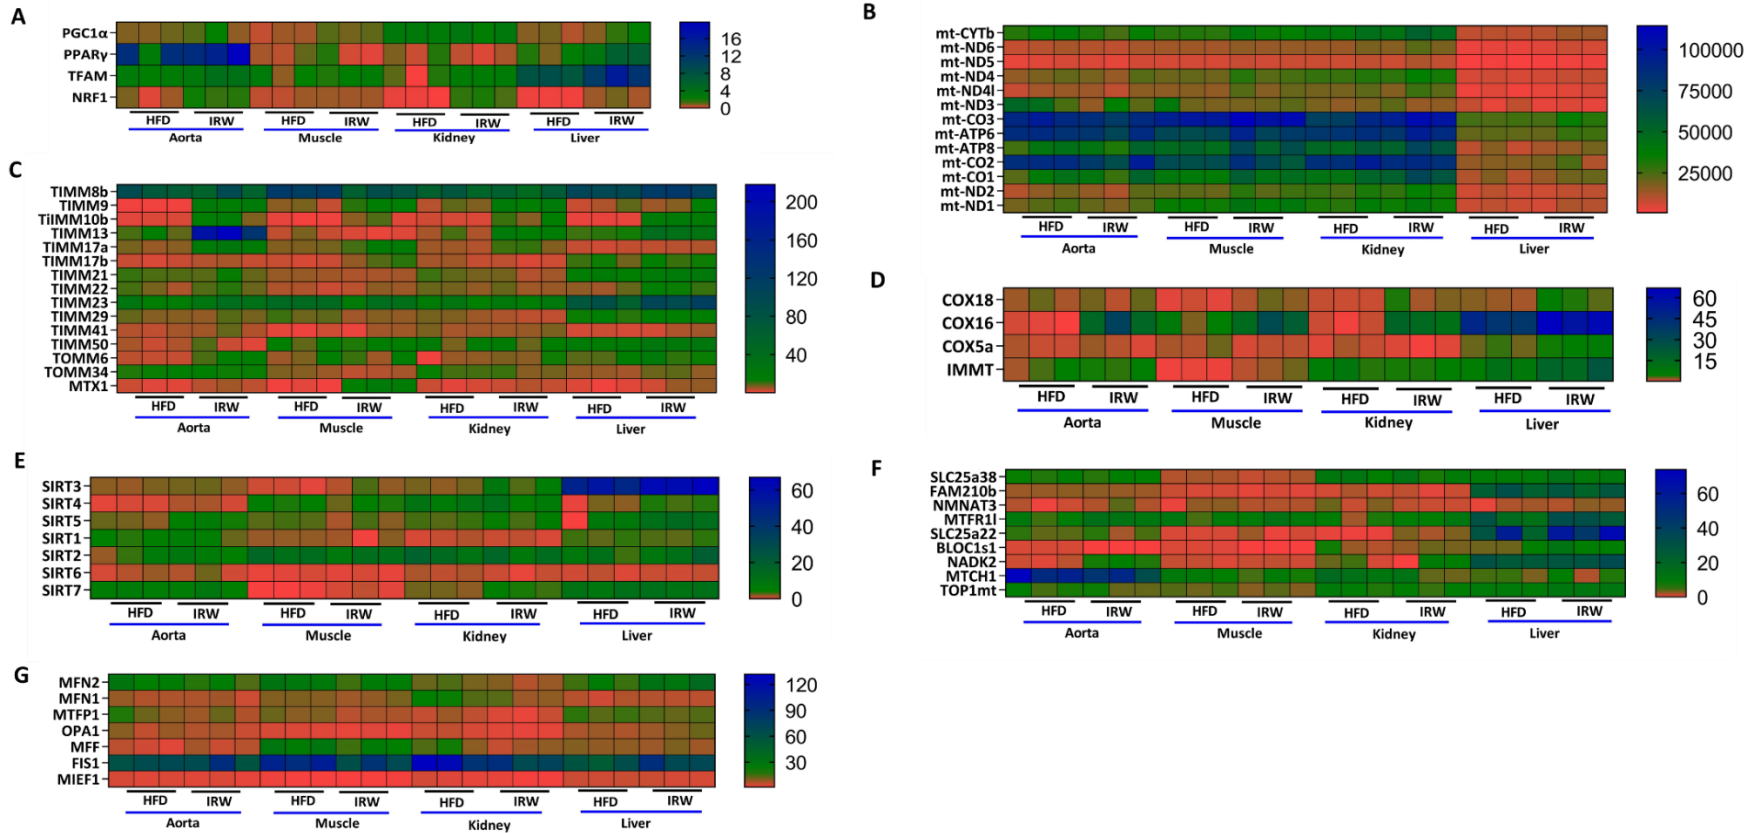 A
PGC1α
PPARγ
TFAM
NRF1
16
12
8
4
0
HFD IRW HFD IRW HFD IRW HFD IRW
Aorta Muscle Kidney Liver
B
mt-CYTb
mt-ND6
mt-ND5
mt-ND4
mt-ND4l
mt-ND3
mt-CO3
mt-ATP6
mt-ATP8
mt-CO2
mt-CO1
mt-ND2
mt-ND1
100000
75000
50000
25000
HFD IRW HFD IRW HFD IRW HFD IRW
Aorta Muscle Kidney Liver
C
TIMM8b
TIMM9
TiIMM10b
TIMM13
TIMM17a
TIMM17b
TIMM21
TIMM22
TIMM23
TIMM29
TIMM41
TIMM50
TOMM6
TOMM34
MTX1
200
160
120
80
40
HFD IRW HFD IRW HFD IRW HFD IRW
Aorta Muscle Kidney Liver
D
COX18
COX16
COX5a
IMMT
60
45
30
15
HFD IRW HFD IRW HFD IRW HFD IRW
Aorta Muscle Kidney Liver
E
SIRT3
SIRT4
SIRT5
SIRT1
SIRT2
SIRT6
SIRT7
60
40
20
0
HFD IRW HFD IRW HFD IRW HFD IRW
Aorta Muscle Kidney Liver
F
SLC25a38
FAM210b
NMNAT3
MTFR1l
SLC25a22
BLOC1s1
NADK2
MTCH1
TOP1mt
60
40
20
0
HFD IRW HFD IRW HFD IRW HFD IRW
Aorta Muscle Kidney Liver
G
MFN2
MFN1
MTFP1
OPA1
MFF
FIS1
MIEF1
120
90
60
30
HFD IRW HFD IRW HFD IRW HFD IRW
Aorta Muscle Kidney Liver